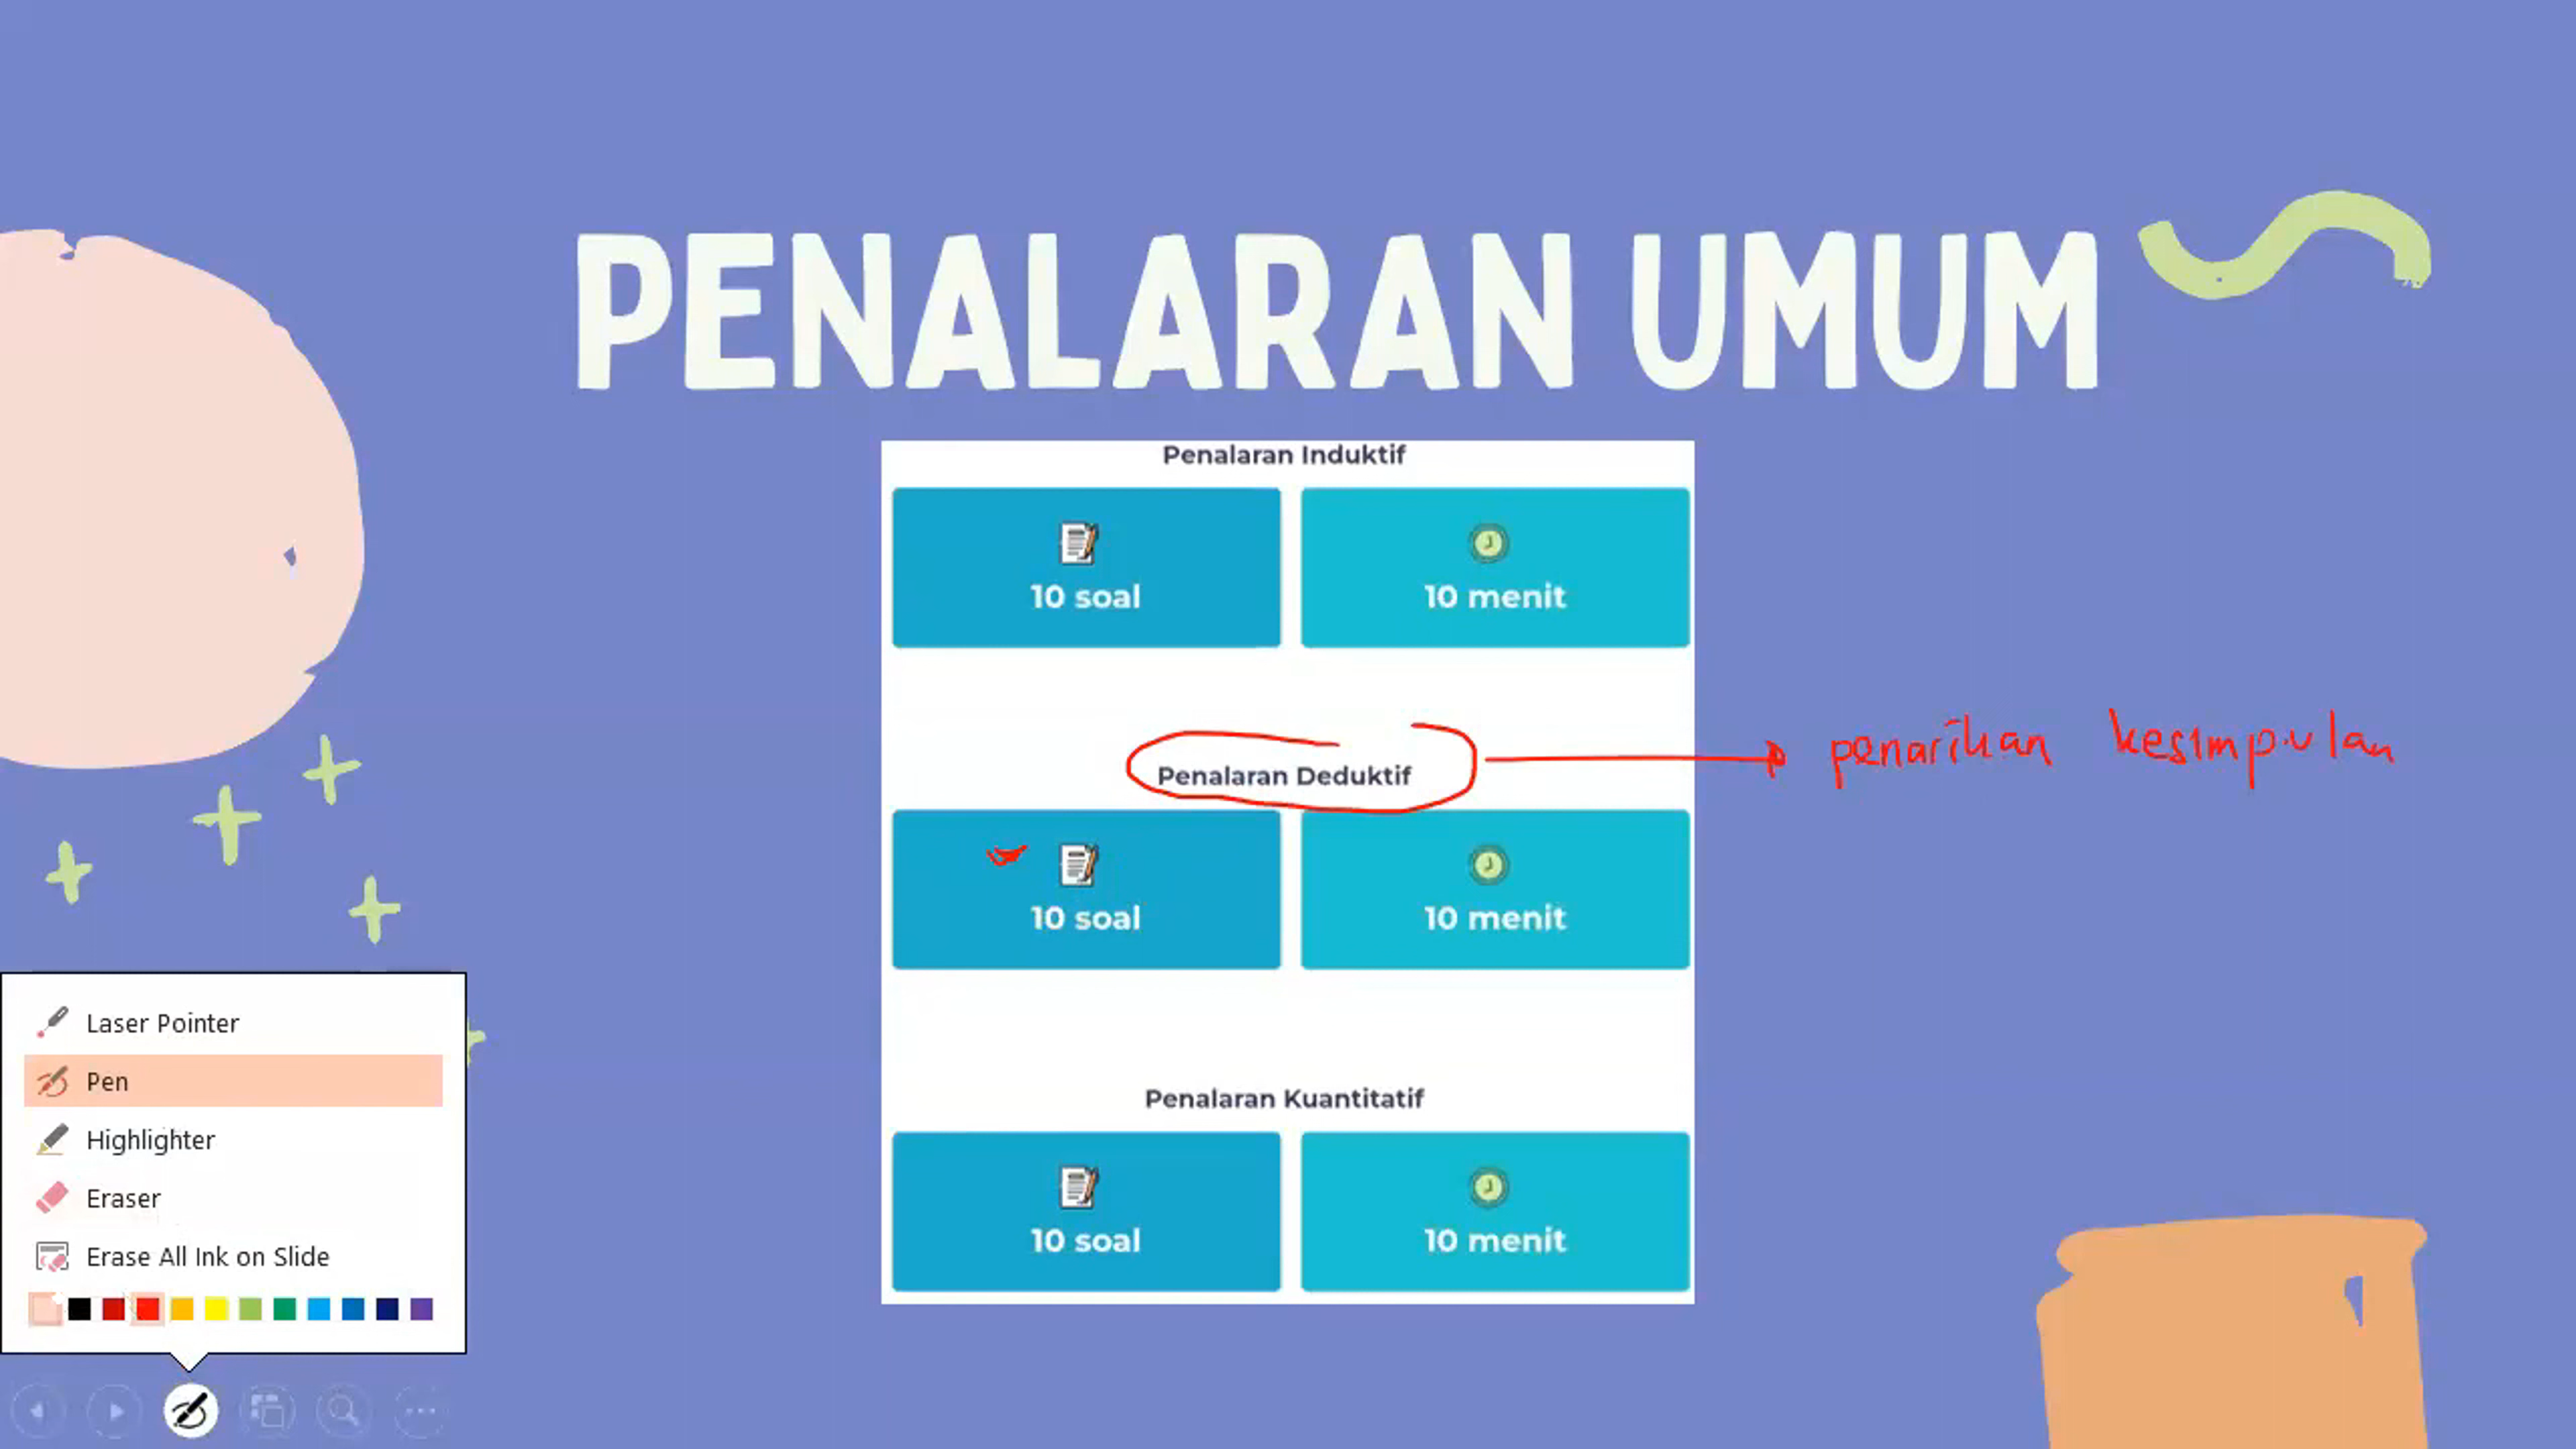 PENALARAN UMUM
Penalaran Induktif
10 soal
10 menit
Penalaran Deduktif
penarikan kesimpulan
10 soal
10 menit
Penalaran Kuantitatif
10 soal
10 menit
Laser Pointer
Pen
Highlighter
Eraser
Erase All Ink on Slide